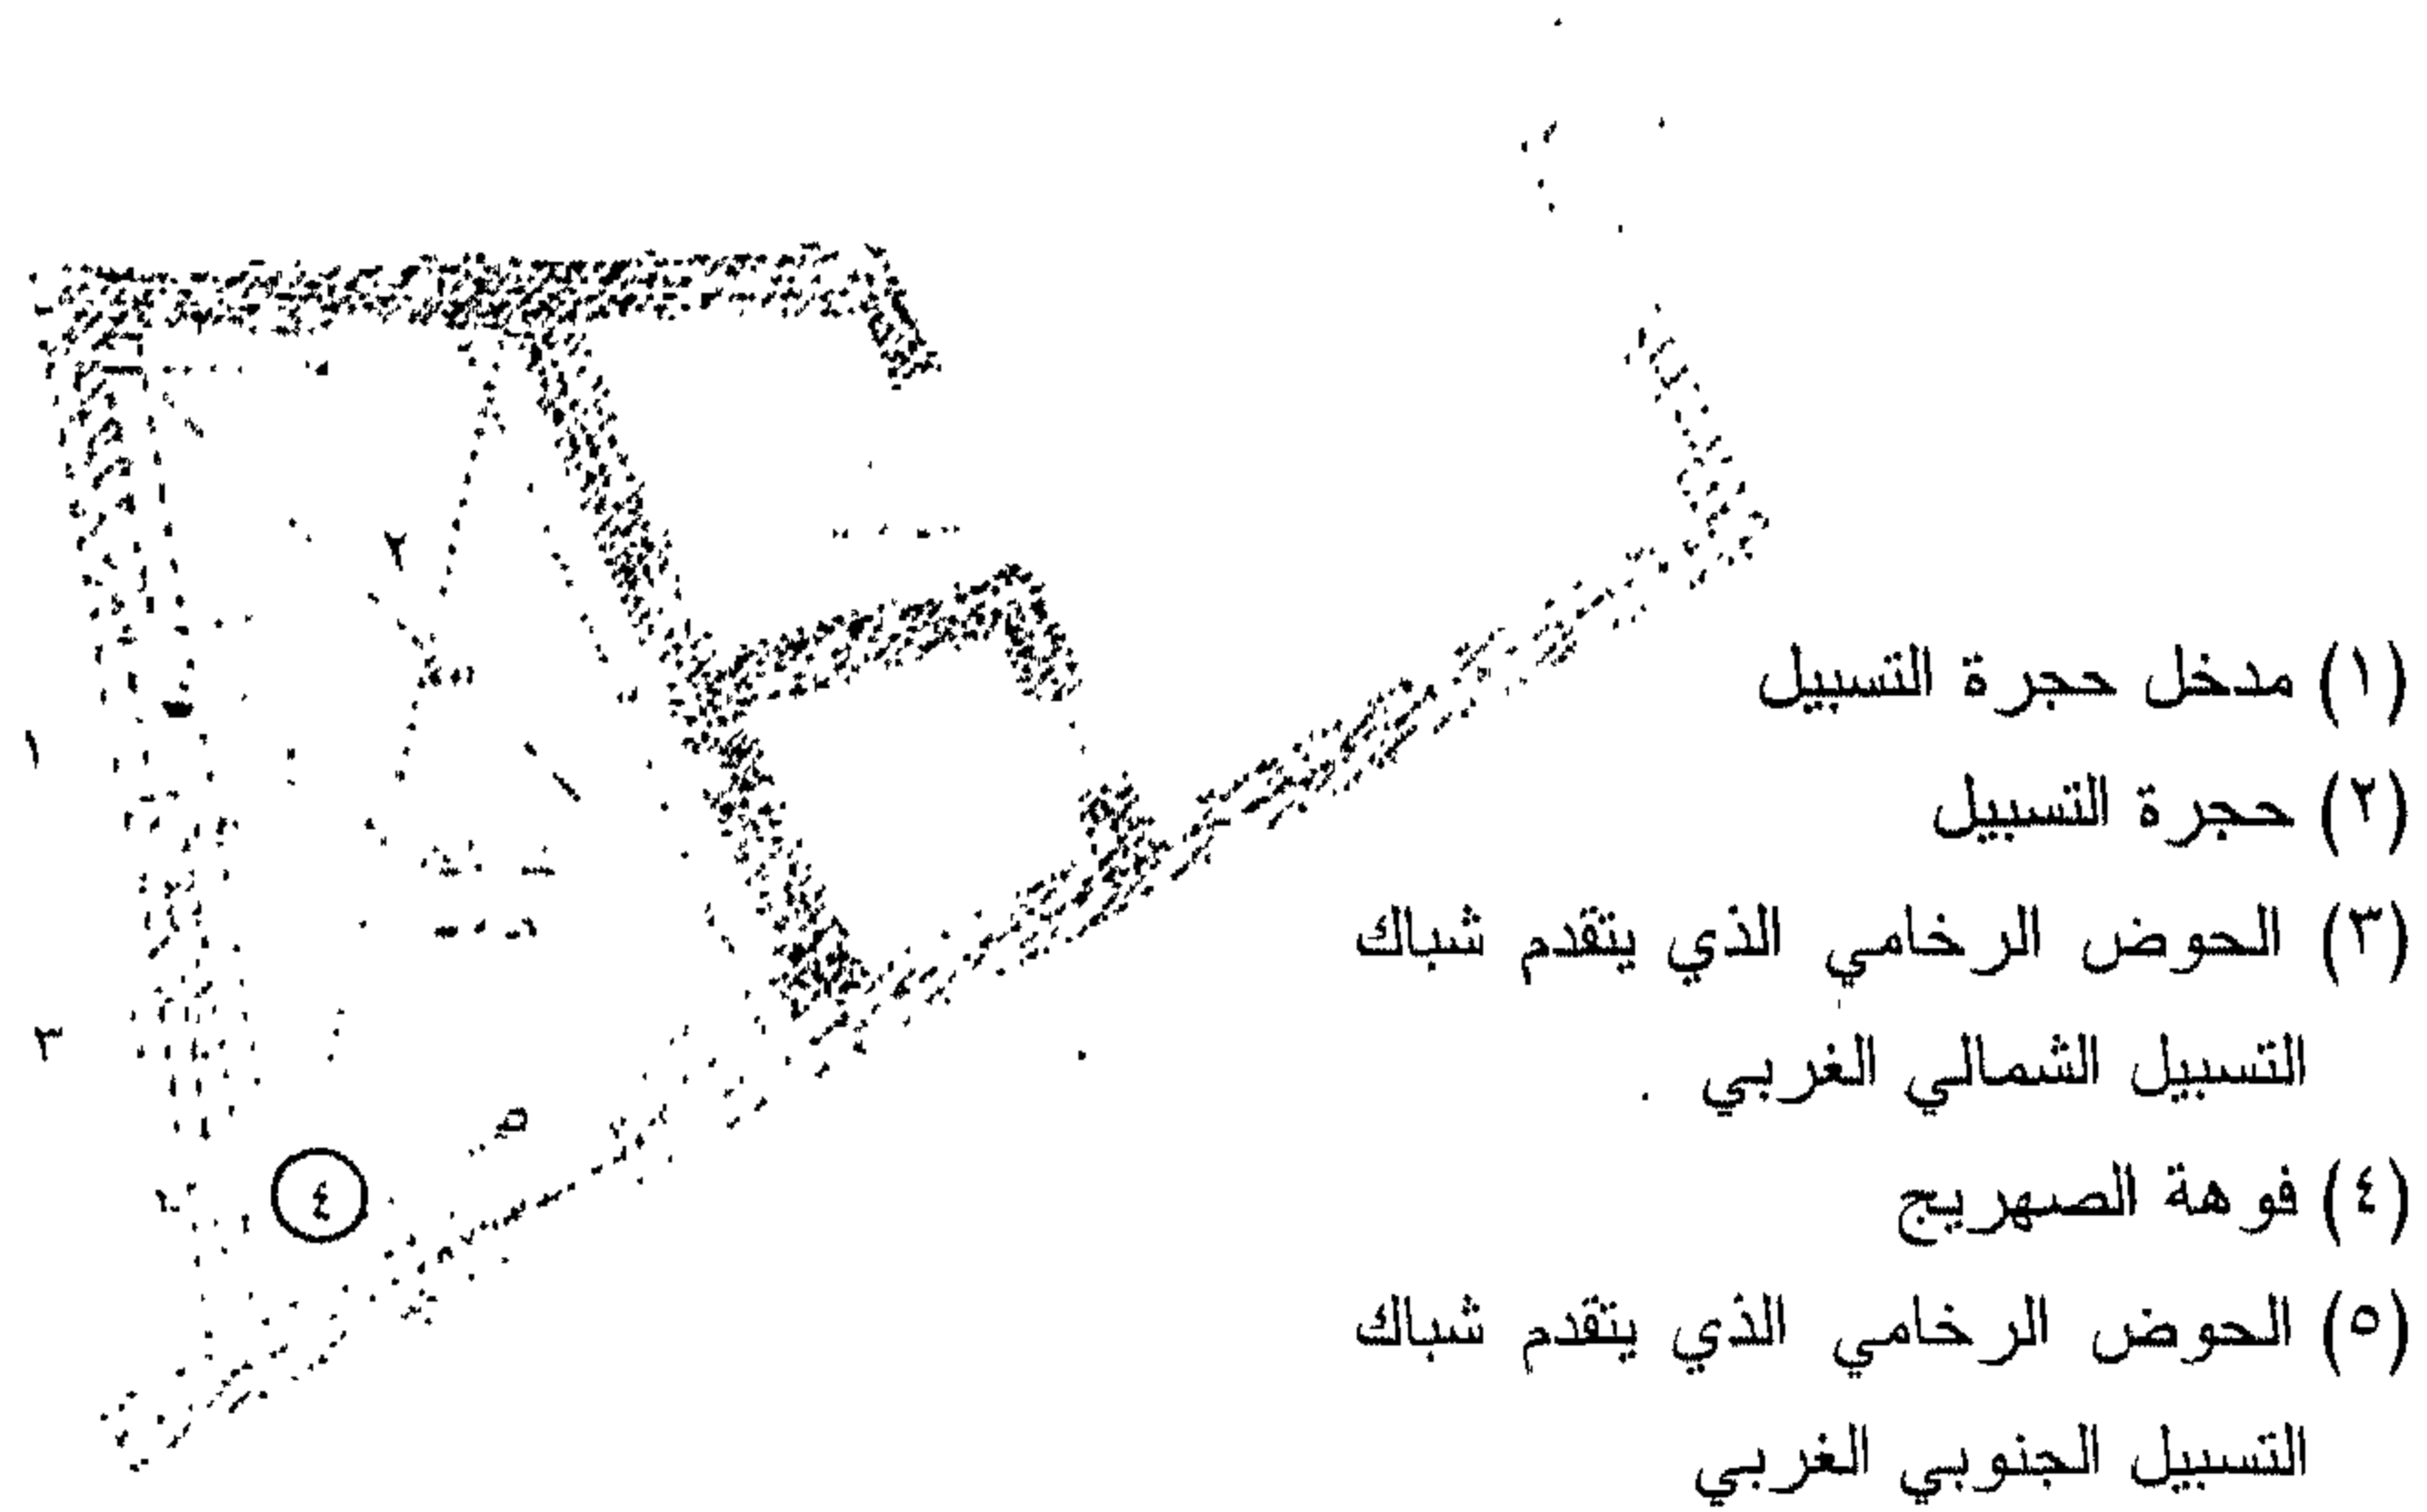 (١) مدخل حجرة التسبيل
(٢) حجرة التسبيل
(٣) الحوض الرخامي الذي يتقدم شباك
التسبيل الشمالي الغربي
(٤) فوهة الصهريج
(٥) الحوض الرخامي الذي يتقدم شباك
التسبيل الجنوبي الغربي
٢
١
٣
٥
٤